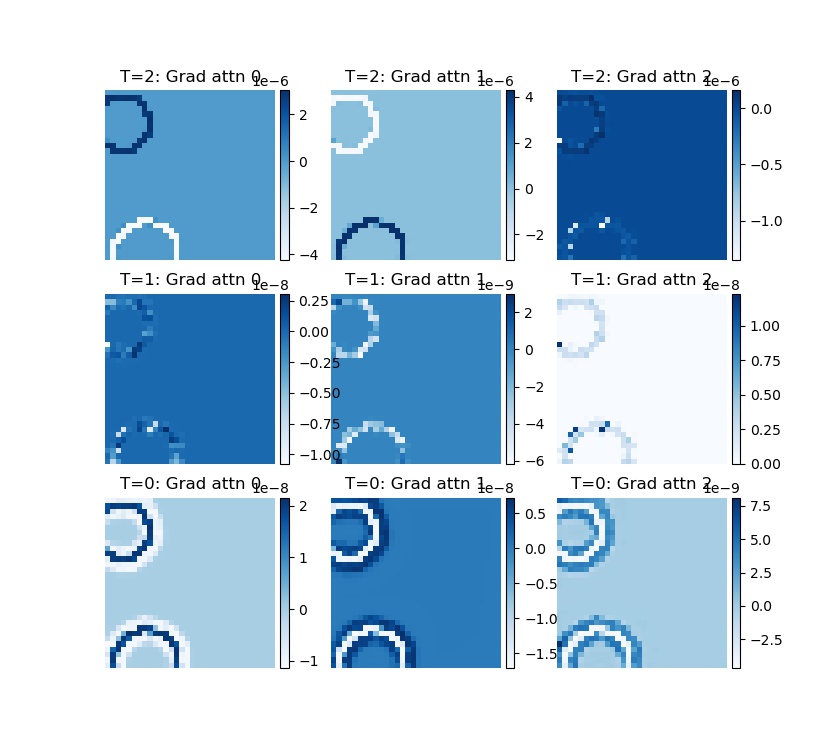 T=2: Grad attn 0 1e−6 T=2: Grad attn 1 1e−6 T=2: Grad attn 2 1e−6
2 4 0.0
0 2 −0.5
−2 0 −1.0
−4 −2
T=1: Grad attn 0 1e−8 T=1: Grad attn 1 1e−9 T=1: Grad attn 2 1e−8
0.25 2 1.00
0.00 0 0.75
−0.25 −2 0.50
−0.50 −4 0.25
−0.75 −6 0.00
−1.00
T=0: Grad attn 0 1e−8 T=0: Grad attn 1 1e−8 T=0: Grad attn 2 1e−9
2 0.5 7.5
1 0.0 5.0
0 −0.5 2.5
−1 −1.0 0.0
−1.5 −2.5